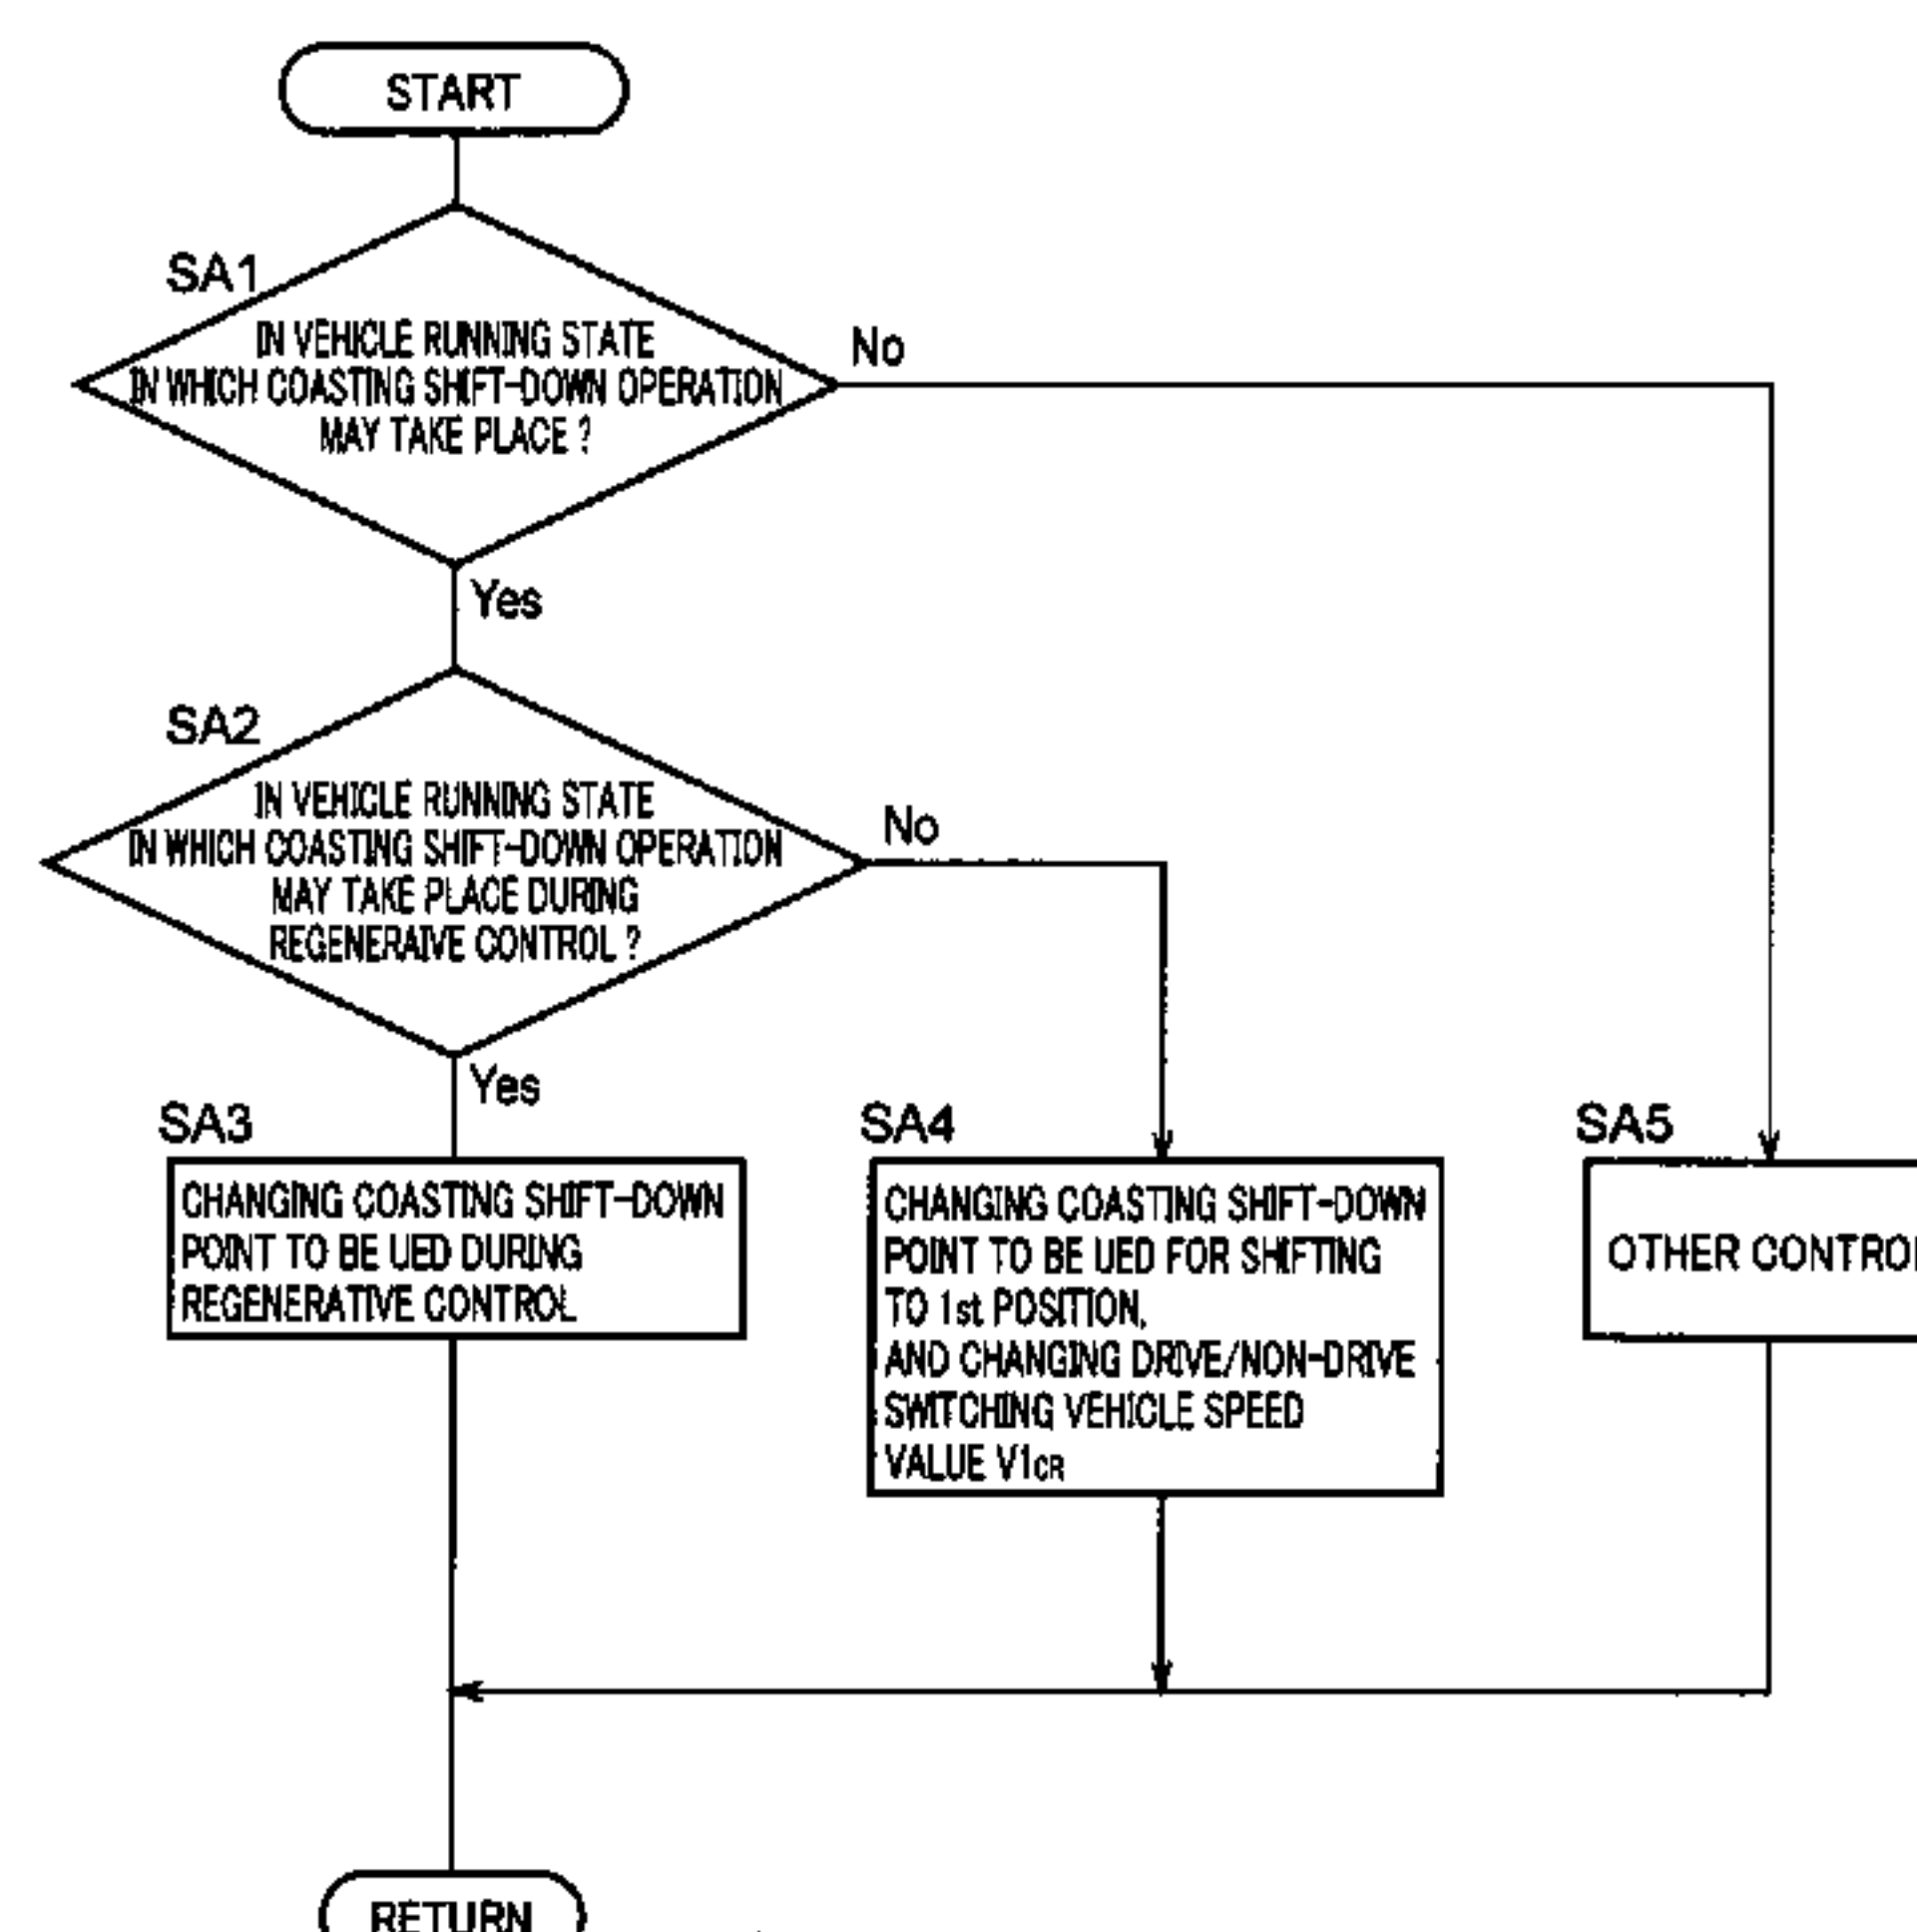 START
SA1
IN VEHICLE RUNNING STATE
IN WHICH COASTING SHIFT-DOWN OPERATION
MAY TAKE PLACE ?
No
Yes
SA2
IN VEHICLE RUNNING STATE
IN WHICH COASTING SHIFT-DOWN OPERATION
MAY TAKE PLACE DURING
REGENERAIVE CONTROL ?
No
Yes
SA3
CHANGING COASTING SHIFT-DOWN
POINT TO BE UED DURING
REGENERATIVE CONTROL
SA4
CHANGING COASTING SHIFT-DOWN
POINT TO BE UED FOR SHIFTING
TO 1st POSITION,
AND CHANGING DRIVE/NON-DRIVE
SWITCHING VEHICLE SPEED
VALUE V1CR
SA5
OTHER CONTROL
RETURN